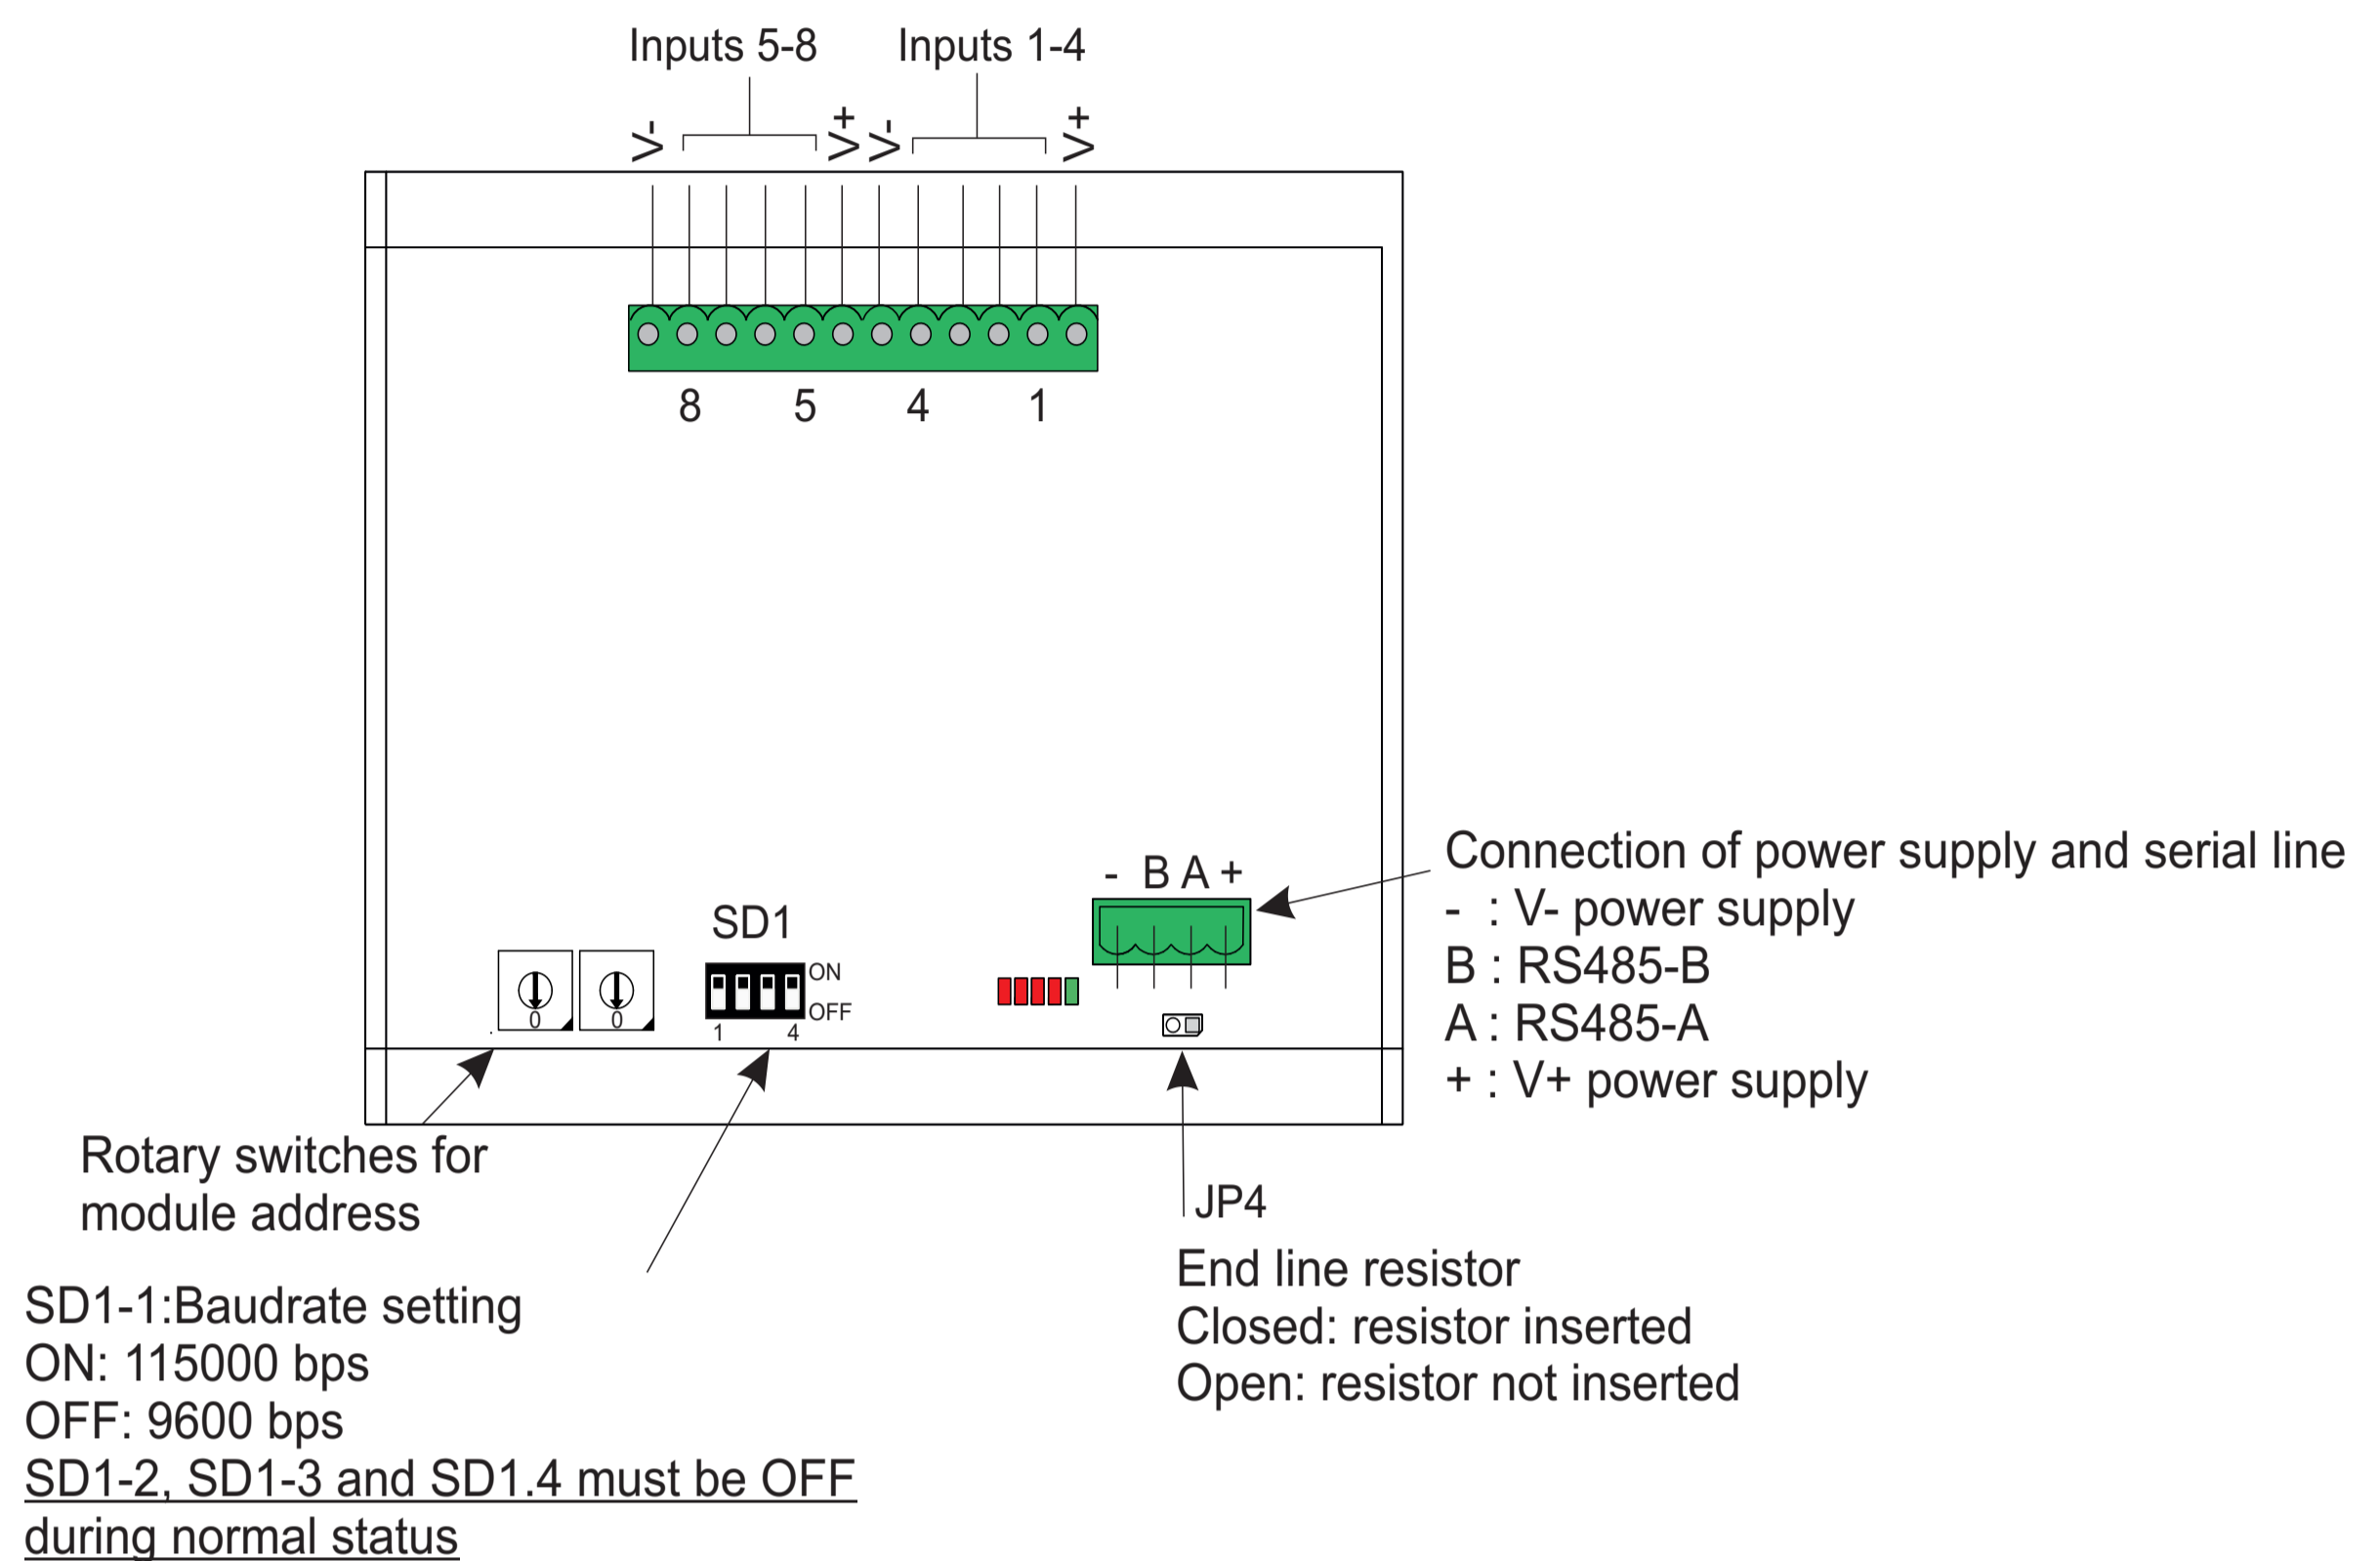 Inputs 5-8
Inputs 1-4
V-
V+
V-
V+
8
5
4
1
- B A +
Connection of power supply and serial line
- : V- power supply
B : RS485-B
A : RS485-A
+ : V+ power supply
SD1
ON
OFF
0
0
1
4
Rotary switches for
module address
JP4
End line resistor
Closed: resistor inserted
Open: resistor not inserted
SD1-1:Baudrate setting
ON: 115000 bps
OFF: 9600 bps
SD1-2, SD1-3 and SD1.4 must be OFF
during normal status